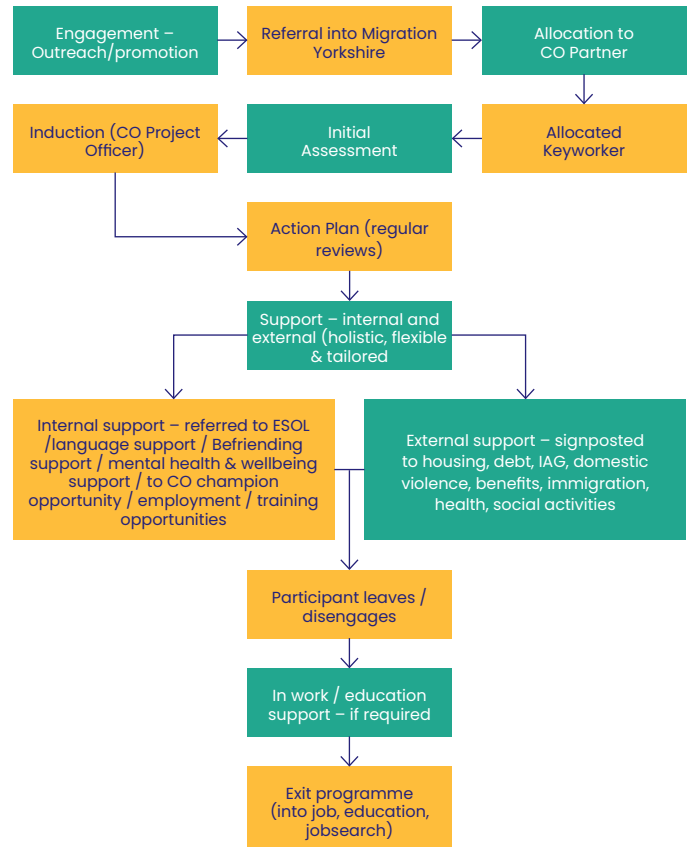 Engagement –
Outreach/promotion
Referral into Migration
Yorkshire
Allocation to
CO Partner
Induction (CO Project
Officer)
Initial
Assessment
Allocated
Keyworker
Action Plan (regular
reviews)
Support – internal and
external (holistic, flexible
& tailored
Internal support – referred to ESOL
/language support / Befriending
support / mental health & wellbeing
support / to CO champion
opportunity / employment / training
opportunities
External support – signposted
to housing, debt, IAG, domestic
violence, benefits, immigration,
health, social activities
Participant leaves /
disengages
In work / education
support – if required
Exit programme
(into job, education,
jobsearch)